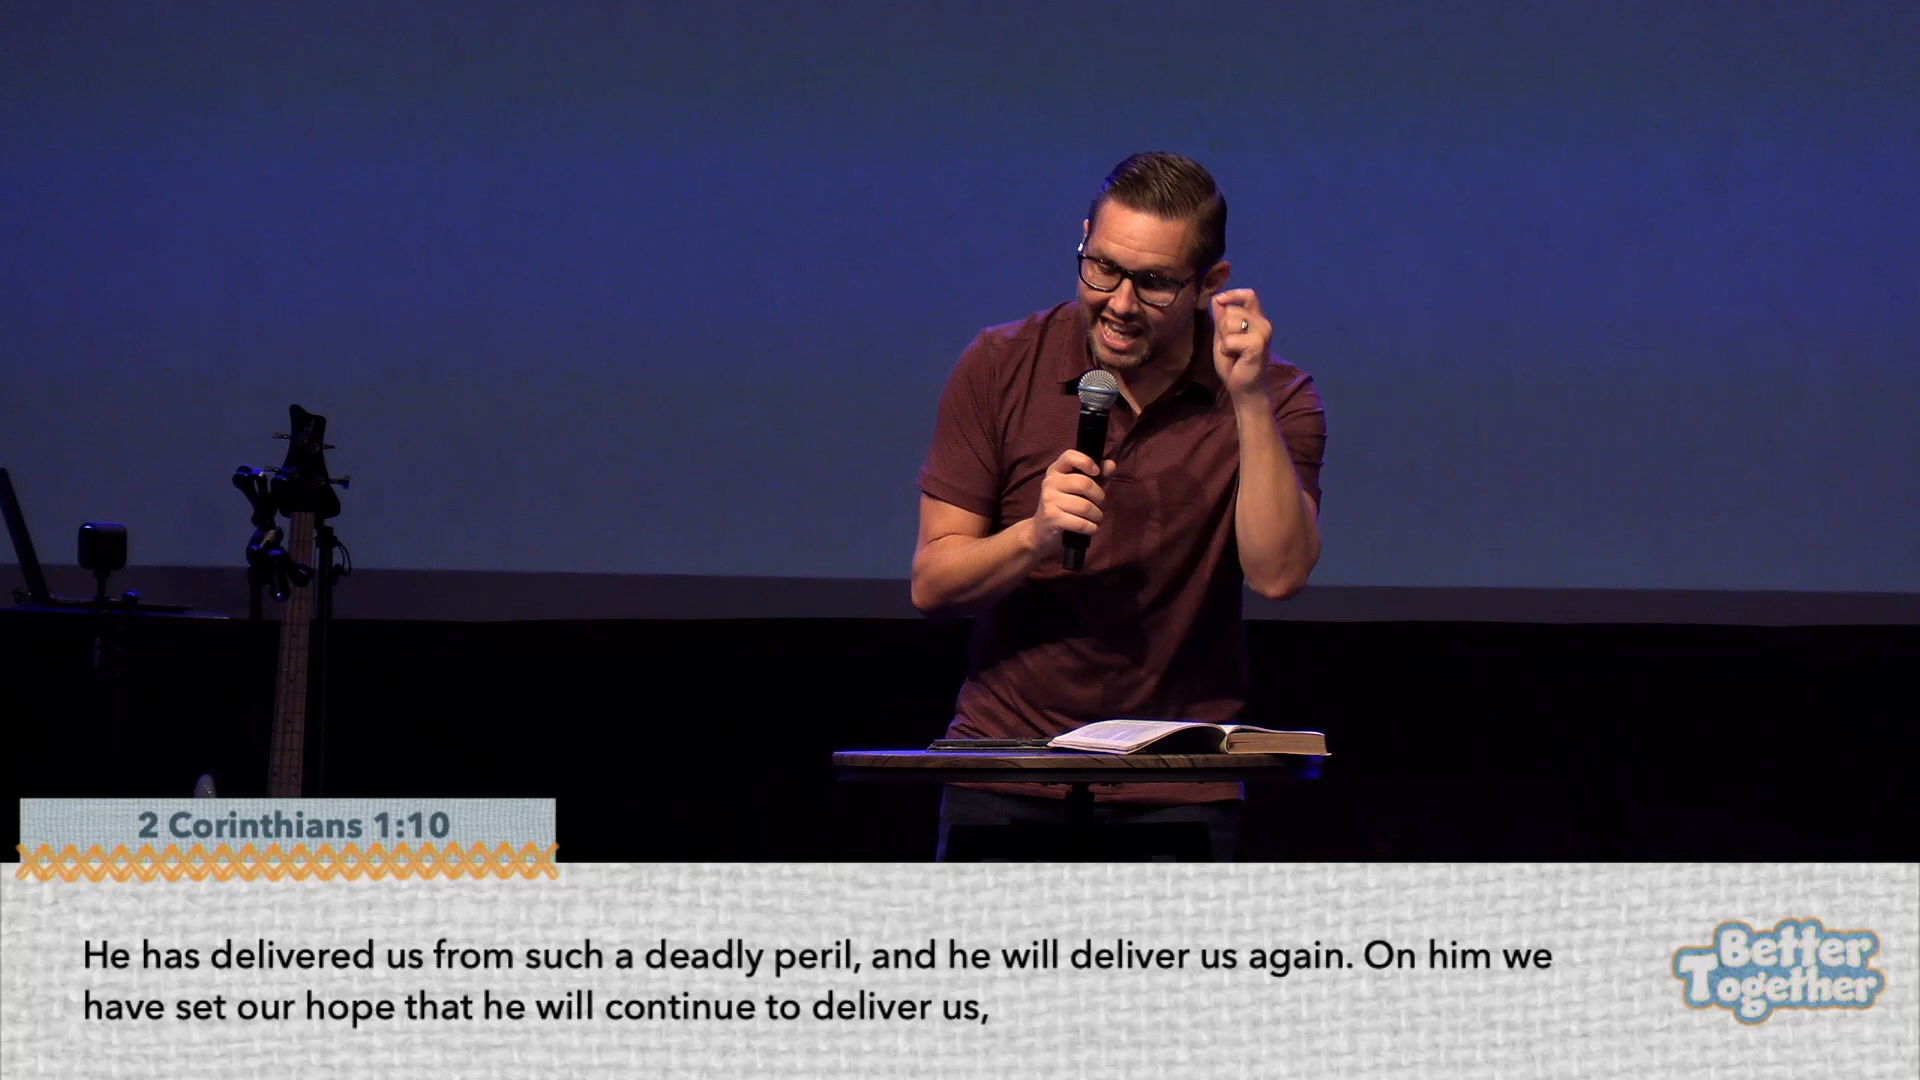 2 Corinthians 1:10
He has delivered us from such a deadly peril, and he will deliver us again. On him we
have set our hope that he will continue to deliver us,
Better
Together